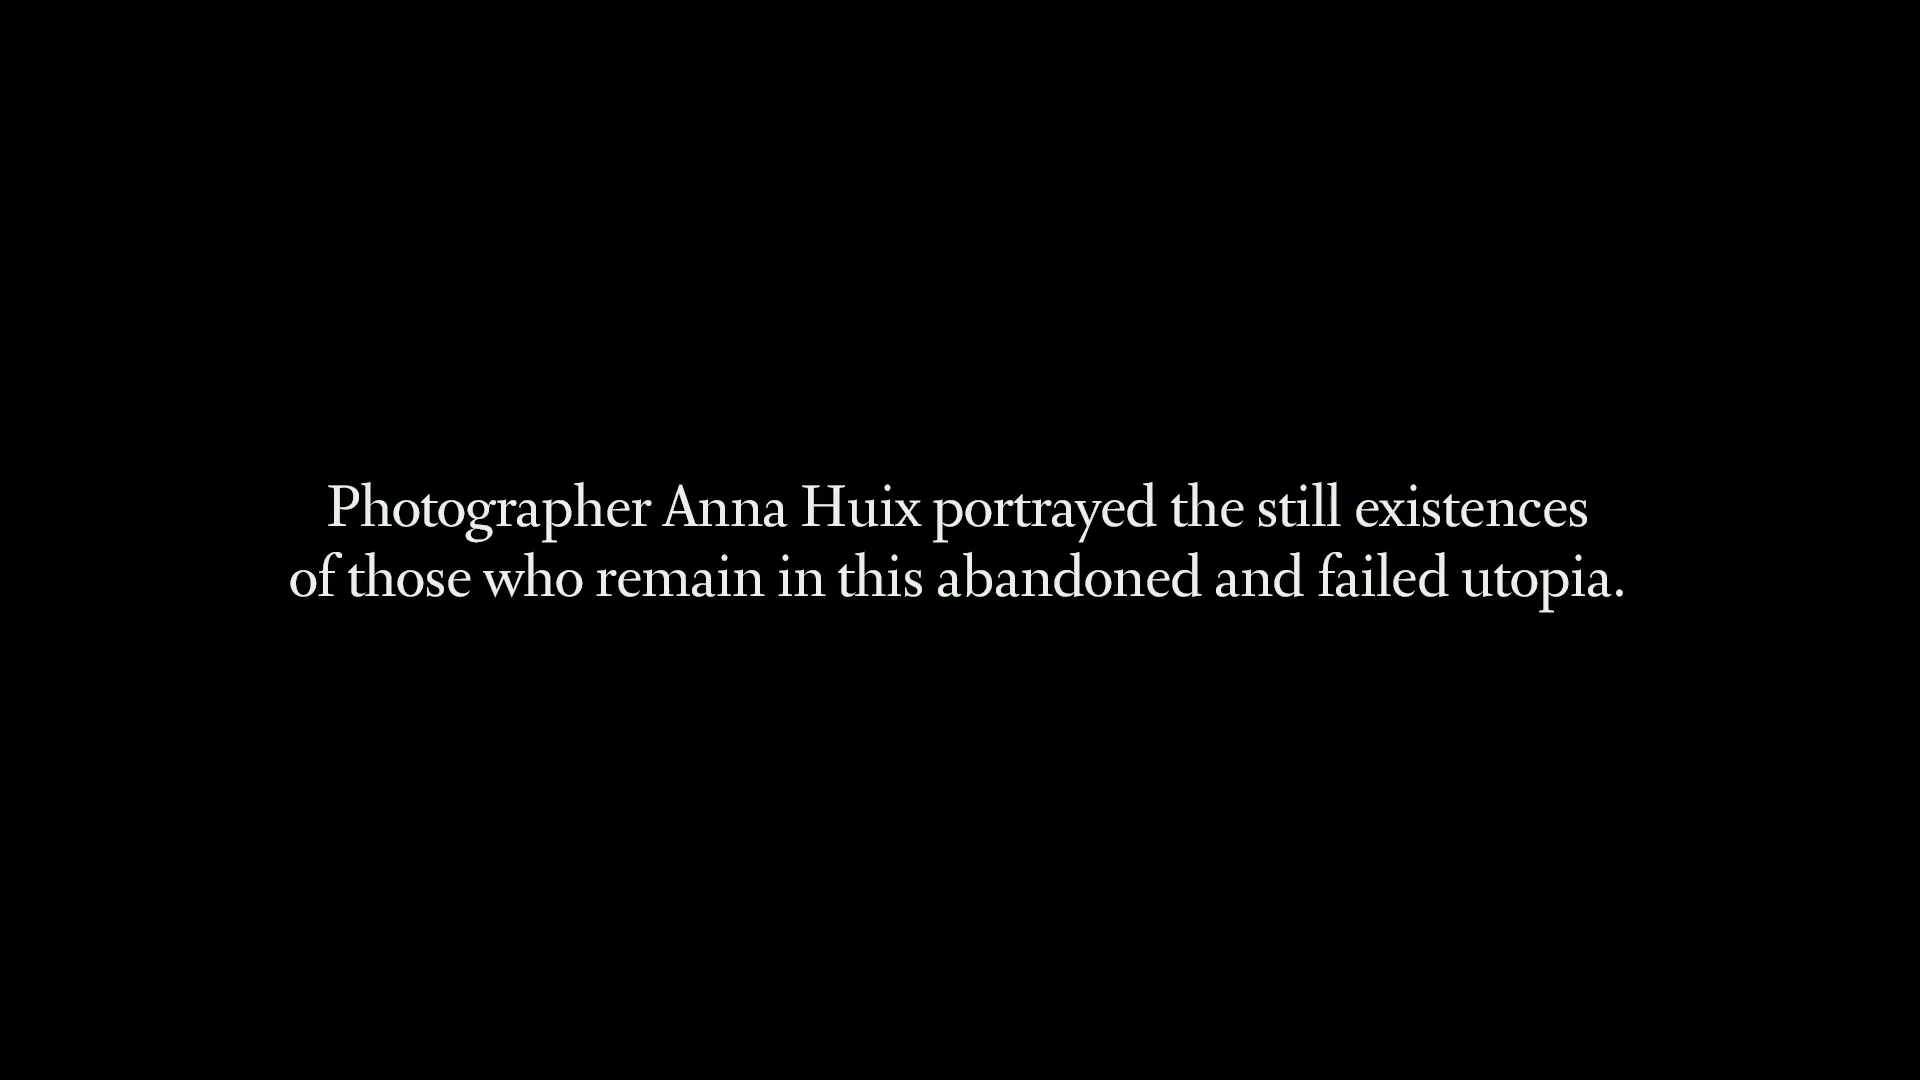 Photographer Anna Huix portrayed the still existences
of those who remain in this abandoned and failed utopia.